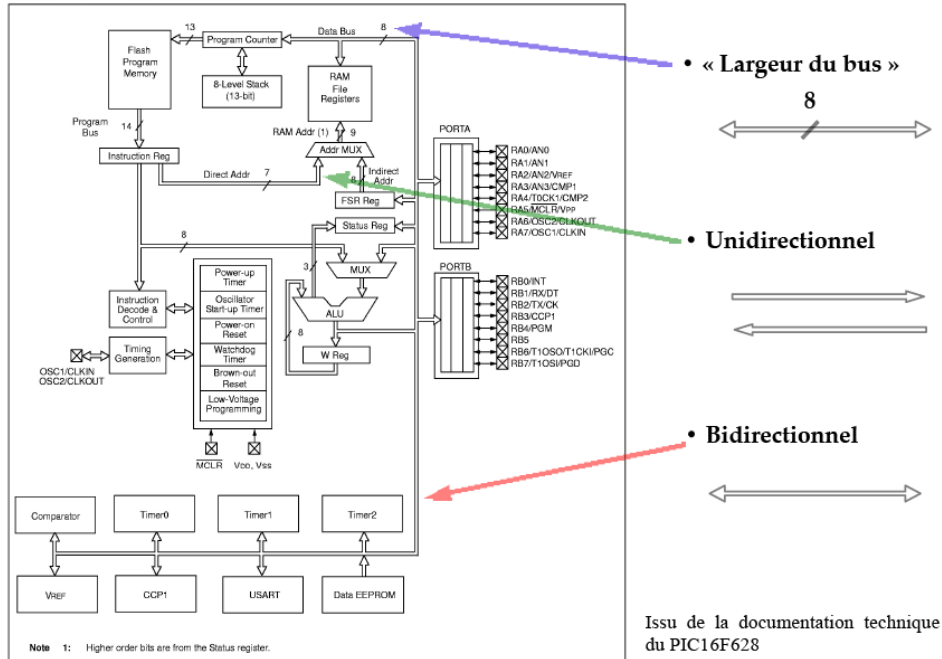 13
Data Bus
8
Flash
Program
Memory
Program Counter
8-Level Stack
(13-bit)
RAM
File
Registers
Program
Bus
14
RAM Addr (1)
9
Addr MUX
Instruction Reg
Direct Addr
7
8
Indirect
Addr
FSR Reg
Status Reg
8
3
MUX
ALU
8
W Reg
Instruction
Decode &
Control
Timing
Generation
OSC1/CLKIN
OSC2/CLKOUT
Power-up
Timer
Oscillator
Start-up Timer
Power-on
Reset
Watchdog
Timer
Brown-out
Reset
Low-Voltage
Programming
MCLR
VDD, VSS
PORTA
RA0/AN0
RA1/AN1
RA2/AN2/VREF
RA3/AN3/CMP1
RA4/T0CK1/CMP2
RA5/MCLR/VPP
RA6/OSC2/CLKOUT
RA7/OSC1/CLKIN
PORTB
RB0/INT
RB1/RX/DT
RB2/TX/CK
RB3/CCP1
RB4/PGM
RB5
RB6/T1OSO/T1CKI/PGC
RB7/T1OSI/PGD
Comparator
Timer0
Timer1
Timer2
VREF
CCP1
USART
Data EEPROM
Note 1: Higher order bits are from the Status register.
• « Largeur du bus »
8
• Unidirectionnel
• Bidirectionnel
Issu de la documentation technique
du PIC16F628